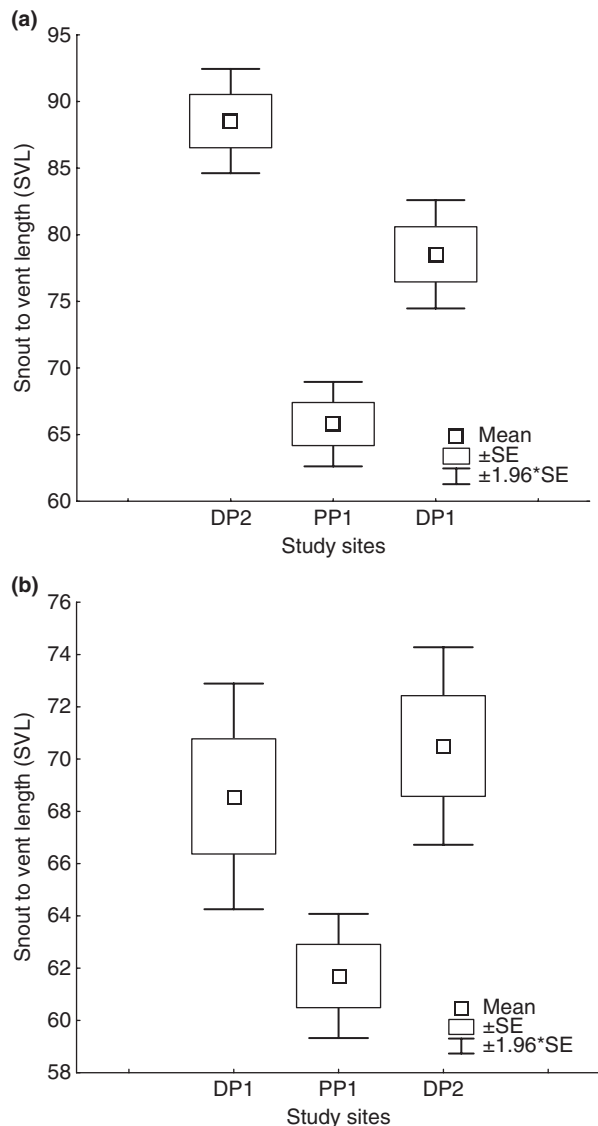 (a)
95
90
85
80
75
70
65
60
Snout to vent length (SVL)
Mean
±SE
±1.96*SE
DP2 PP1 DP1
Study sites
(b)
76
74
72
70
68
66
64
62
60
58
Snout to vent length (SVL)
Mean
±SE
±1.96*SE
DP1 PP1 DP2
Study sites